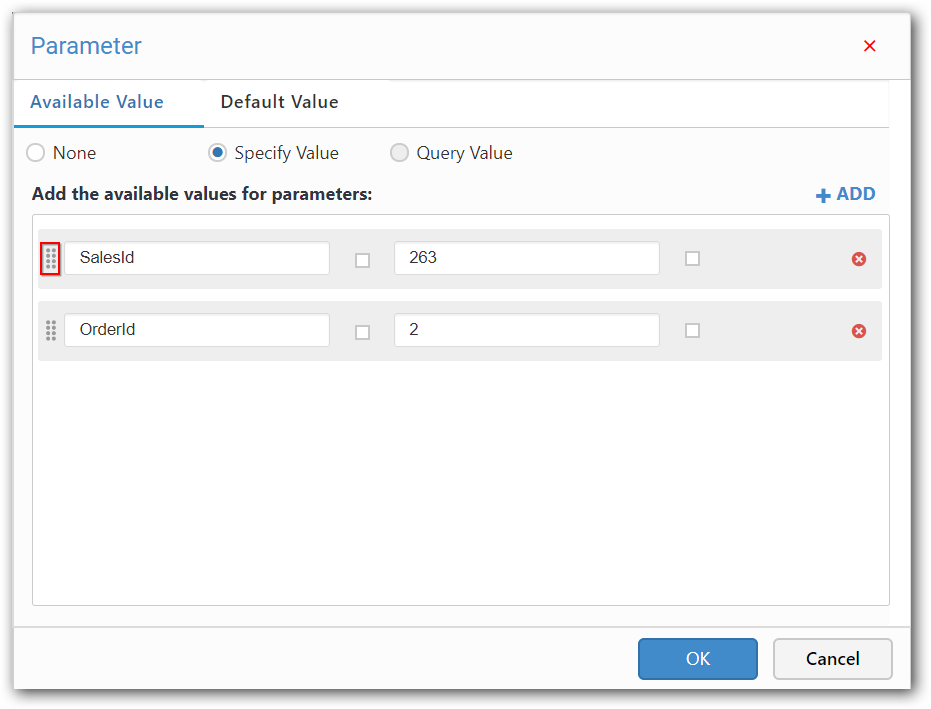 Parameter
Available Value Default Value
None Specify Value Query Value
Add the available values for parameters: ADD
SalesId 263
OrderId 2
OK Cancel